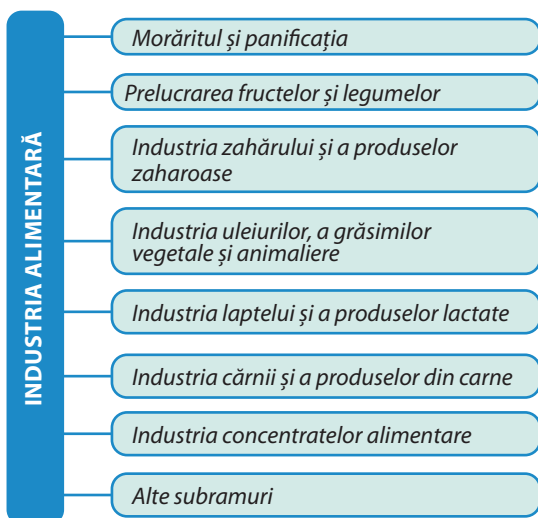 INDUSTRIA ALIMENTARĂ
Morăritul și panificația
Prelucrarea fructelor și legumelor
Industria zahărului și a produselor
zaharoase
Industria uleiurilor, a grăsimilor
vegetale și animaliere
Industria laptelui și a produselor lactate
Industria cărnii și a produselor din carne
Industria concentratelor alimentare
Alte subramuri